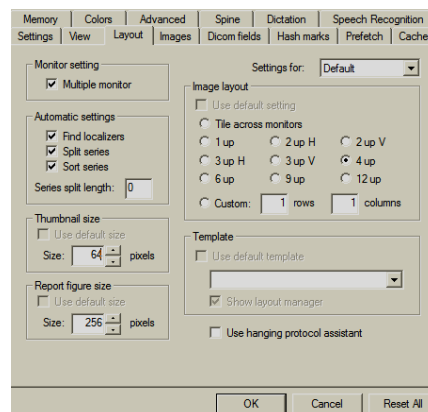 Memory Colors Advanced Spine Dictation Speech Recognition
Settings View Layout Images Dicom fields Hash marks Prefetch Cache
Monitor setting
Multiple monitor
Automatic settings
Find localizers
Split series
Sort series
Series split length: 0
Thumbnail size
Use default size
Size: 64 pixels
Report figure size
Use default size
Size: 256 pixels
Settings for: Default
Image layout
Use default setting
Tile across monitors
1 up 2 up H 2 up V
3 up H 3 up V 4 up
6 up 9 up 12 up
Custom: 1 rows 1 columns
Template
Use default template
Show layout manager
Use hanging protocol assistant
OK Cancel Reset All